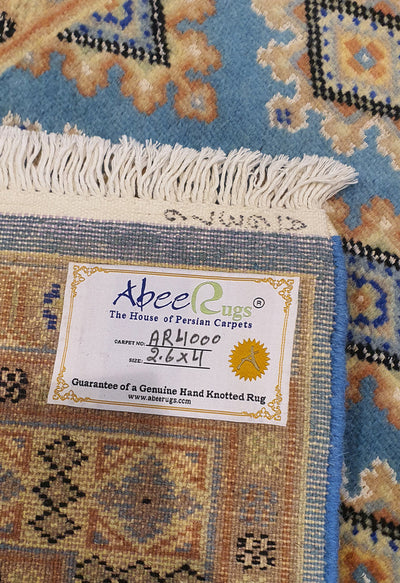 Abee Rugs ®
The House of Persian Carpets
CARPET NO: AR4000
SIZE: 2.6x4
Guarantee of a Genuine Hand Knotted Rug
www.abeerugs.com